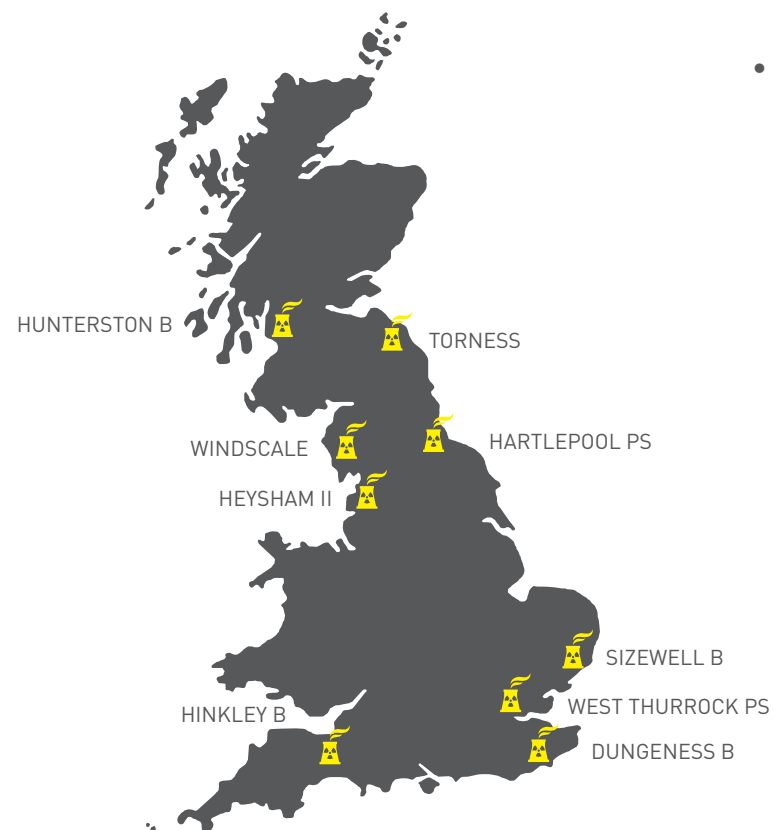 HUNTERSTON B
TORNESS
WINDSCALE
HARTLEPOOL PS
HEYSHAM II
SIZEWELL B
HINKLEY B
WEST THURROCK PS
DUNGENESS B